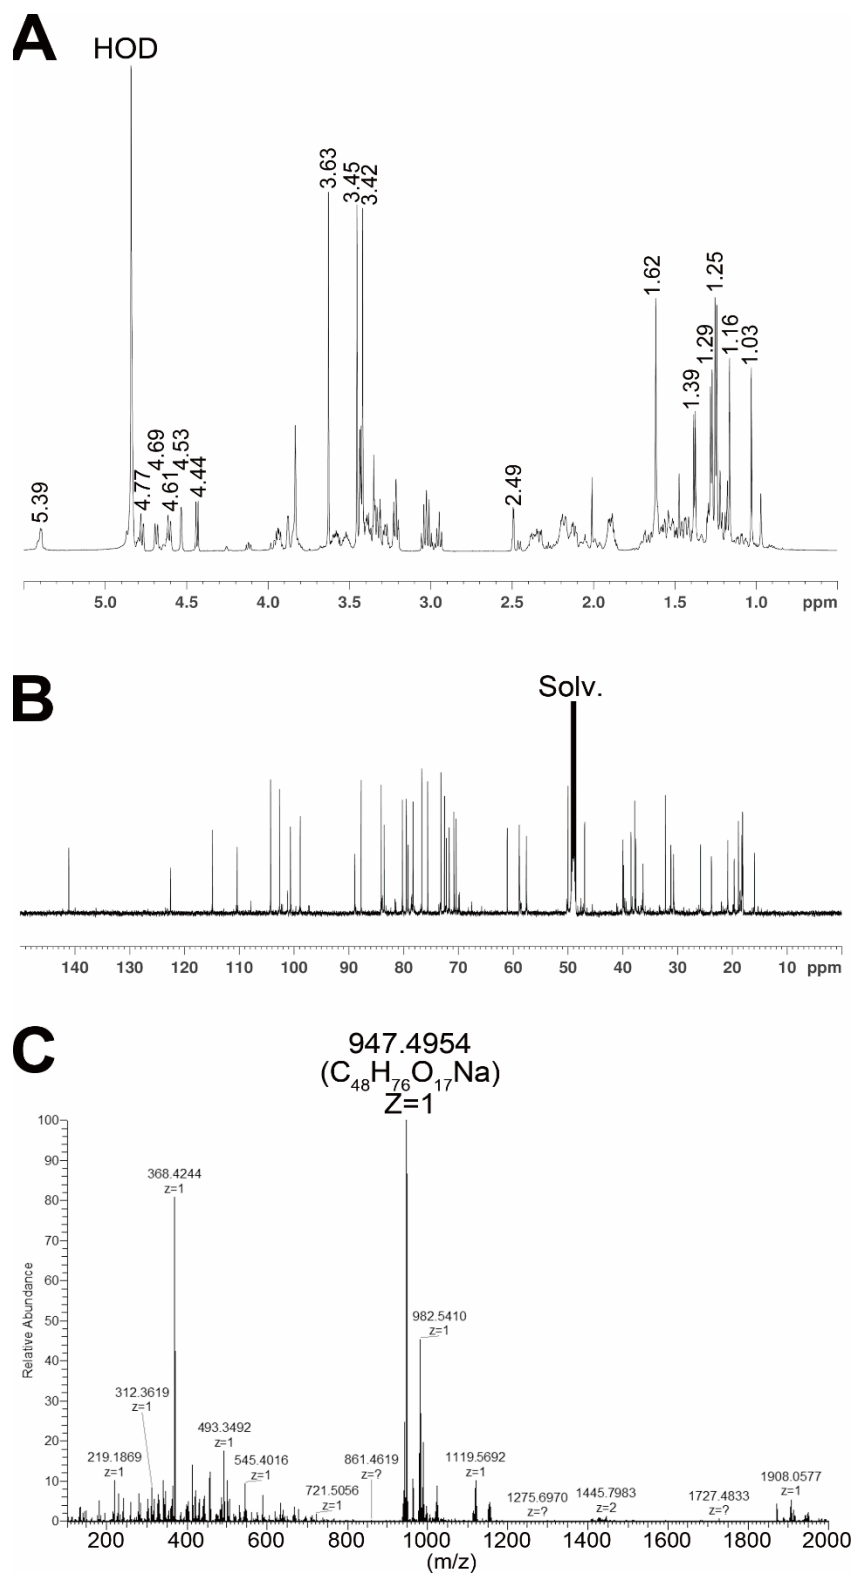 A
HOD
5.39
4.77
4.69
4.61
4.53
4.44
3.63
3.45
3.42
2.49
1.62
1.39
1.29
1.25
1.16
1.03
5.0 4.5 4.0 3.5 3.0 2.5 2.0 1.5 1.0 ppm
B
Solv.
140 130 120 110 100 90 80 70 60 50 40 30 20 10 ppm
C
947.4954
(C₄₈H₇₆O₁₇Na)
Z=1
Relative Abundance
100
90
80
70
60
50
40
30
20
10
0
368.4244
z=1
982.5410
z=1
312.3619
z=1
493.3492
z=1
219.1869
z=1
545.4016
z=1
861.4619
z=?
1119.5692
z=1
721.5056
z=1
1275.6970
z=?
1445.7983
z=2
1727.4833
z=?
1908.0577
z=1
200 400 600 800 1000 1200 1400 1600 1800 2000
(m/z)